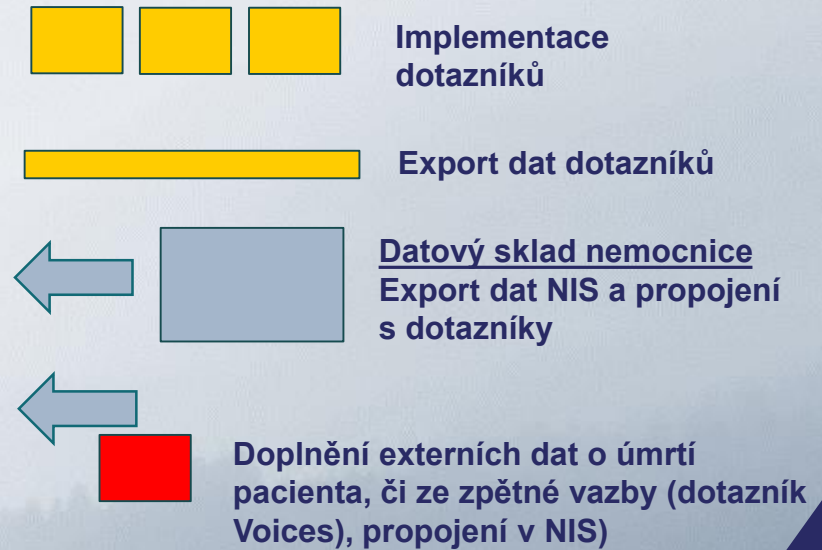 Implementace
dotazníků
Export dat dotazníků
Datový sklad nemocnice
Export dat NIS a propojení
s dotazníky
Doplnění externích dat o úmrtí
pacienta, či ze zpětné vazby (dotazník
Voices), propojení v NIS)